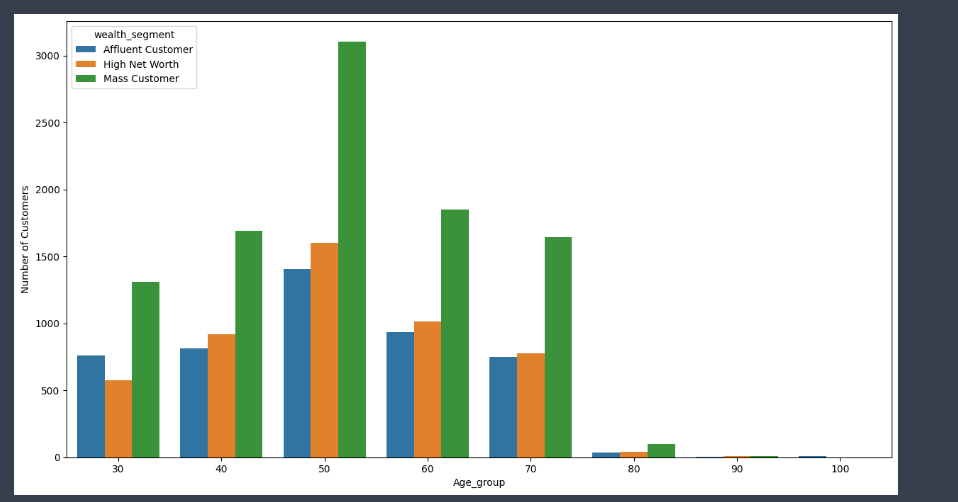 wealth_segment
Affluent Customer
High Net Worth
Mass Customer
3000
2500
2000
1500
1000
500
0
Number of Customers
30 40 50 60 70 80 90 100
Age_group